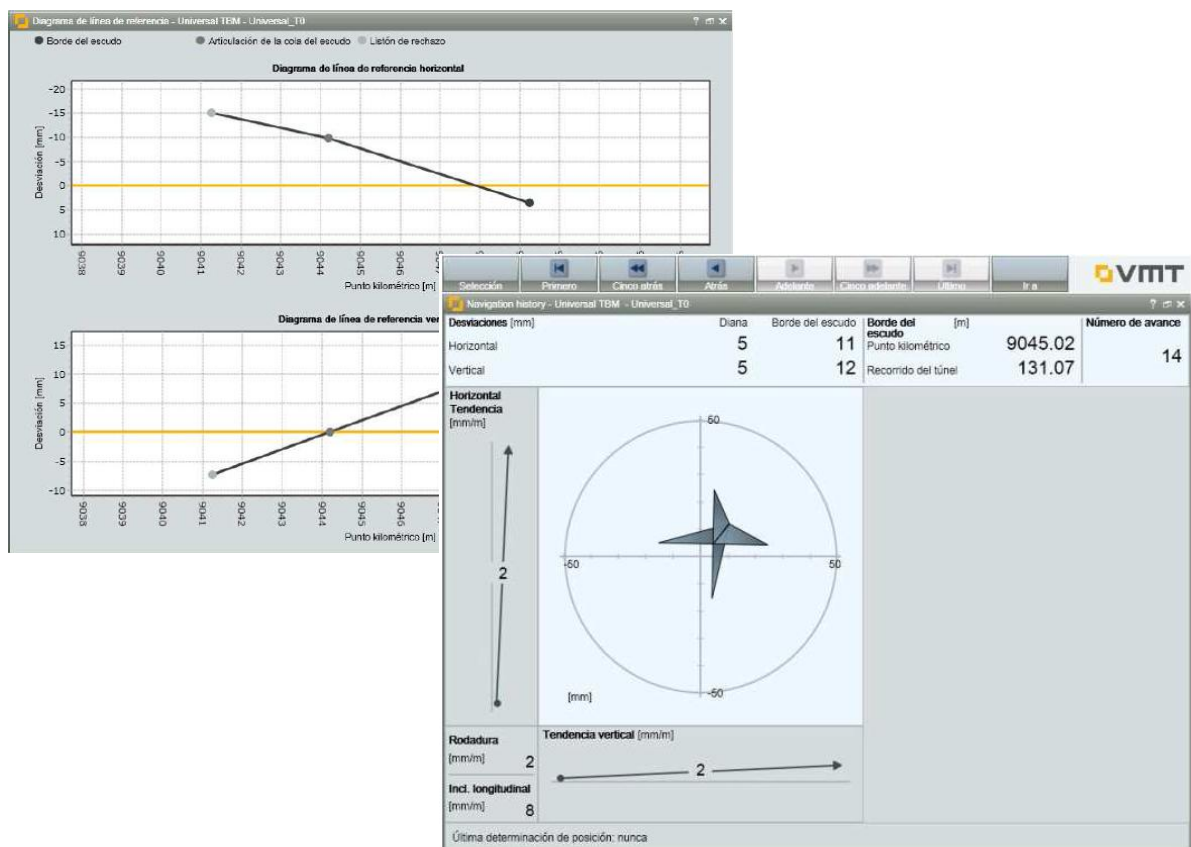 Diagrama de línea de referencia - Universal TBM - Universal_T0
Borde del escudo Articulación de la cola del escudo Listón de rechazo
Diagrama de línea de referencia horizontal
Desviación [mm]
-20
-15
-10
-5
0
5
10
9038 9039 9040 9041 9042 9043 9044 9045 9046
Punto kilométrico [m]
Diagrama de línea de referencia ver
Desviación [mm]
15
10
5
0
-5
-10
9038 9039 9040 9041 9042 9043 9044 9045 9046
Punto kilométrico [m]
Selección Primero Cinco atrás Atrás Adelante Cinco adelante Último Ir a
VMT
Navigation history - Universal TBM - Universal_T0
Desviaciones [mm] Diana Borde del escudo
Horizontal 5 11
Vertical 5 12
Borde del escudo [m]
Punto kilométrico 9045.02
Recorrido del túnel 131.07
Número de avance
14
Horizontal
Tendencia
[mm/m]
2
50
-50 50
-50
[mm]
Rodadura
[mm/m] 2
Incl. longitudinal
[mm/m] 8
Tendencia vertical [mm/m]
2
Última determinación de posición: nunca